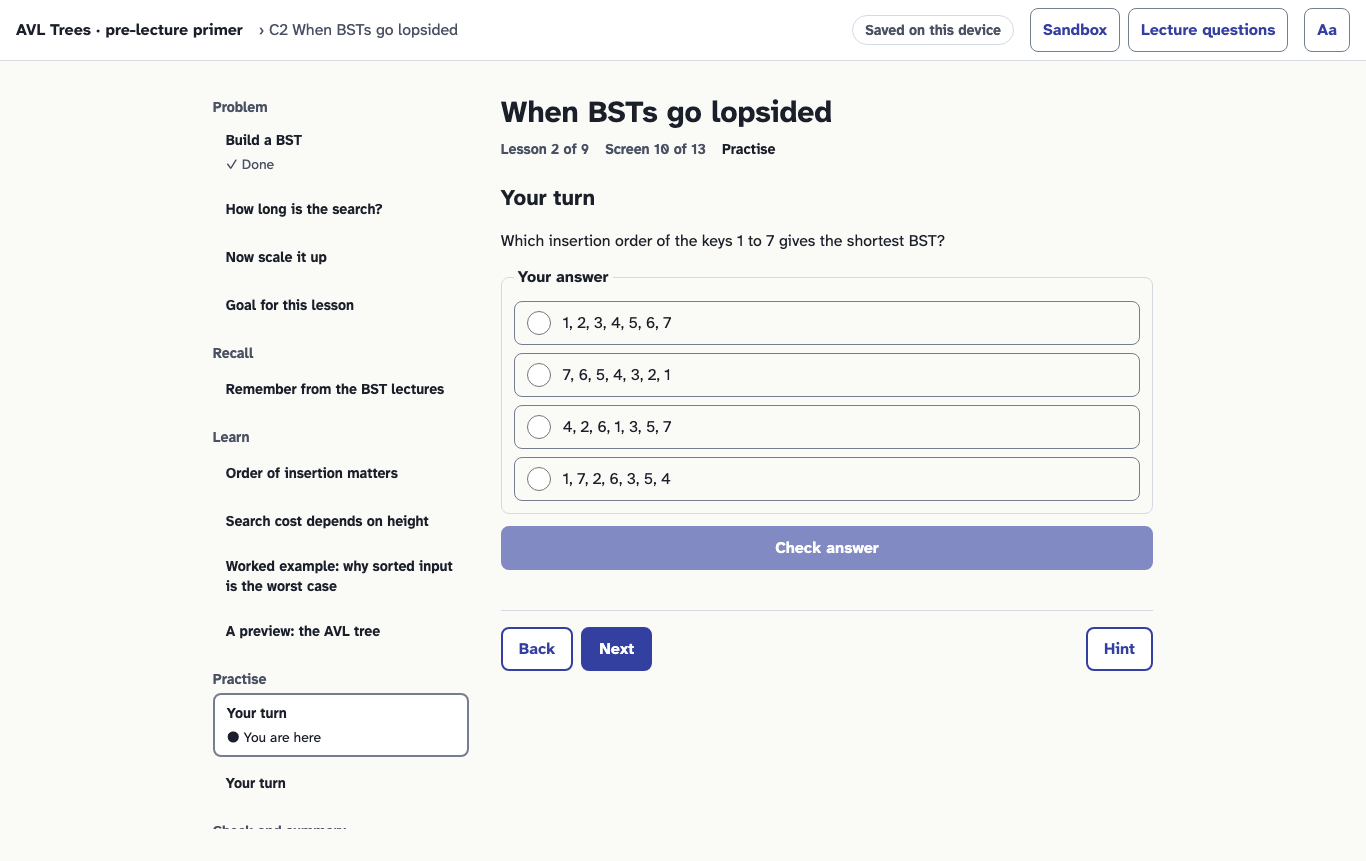 AVL Trees · pre-lecture primer › C2 When BSTs go lopsided
Saved on this device
Sandbox
Lecture questions
Aa
Problem
Build a BST
✓ Done
How long is the search?
Now scale it up
Goal for this lesson
Recall
Remember from the BST lectures
Learn
Order of insertion matters
Search cost depends on height
Worked example: why sorted input
is the worst case
A preview: the AVL tree
Practise
Your turn
You are here
Your turn
Check and summary
When BSTs go lopsided
Lesson 2 of 9 Screen 10 of 13 Practise
Your turn
Which insertion order of the keys 1 to 7 gives the shortest BST?
Your answer
1, 2, 3, 4, 5, 6, 7
7, 6, 5, 4, 3, 2, 1
4, 2, 6, 1, 3, 5, 7
1, 7, 2, 6, 3, 5, 4
Check answer
Back
Next
Hint